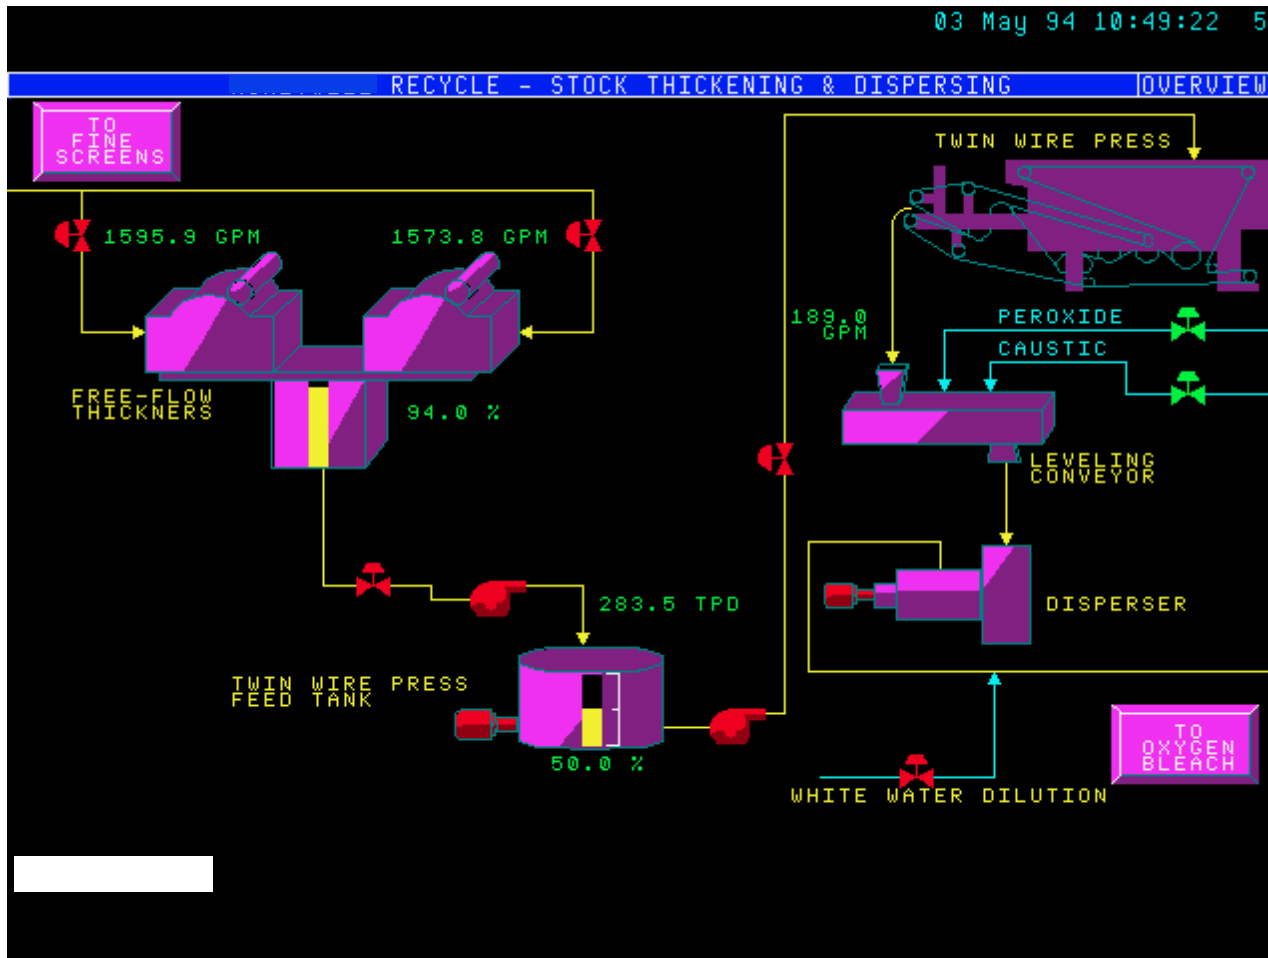 03 May 94 10:49:22 5
RECYCLE - STOCK THICKENING & DISPERSING
OVERVIEW
TO
FINE
SCREENS
TWIN WIRE PRESS
1595.9 GPM
1573.8 GPM
189.0
GPM
PEROXIDE
CAUSTIC
FREE-FLOW
THICKNERS
94.0 %
LEVELING
CONVEYOR
283.5 TPD
DISPERSER
TWIN WIRE PRESS
FEED TANK
50.0 %
TO
OXYGEN
BLEACH
WHITE WATER DILUTION